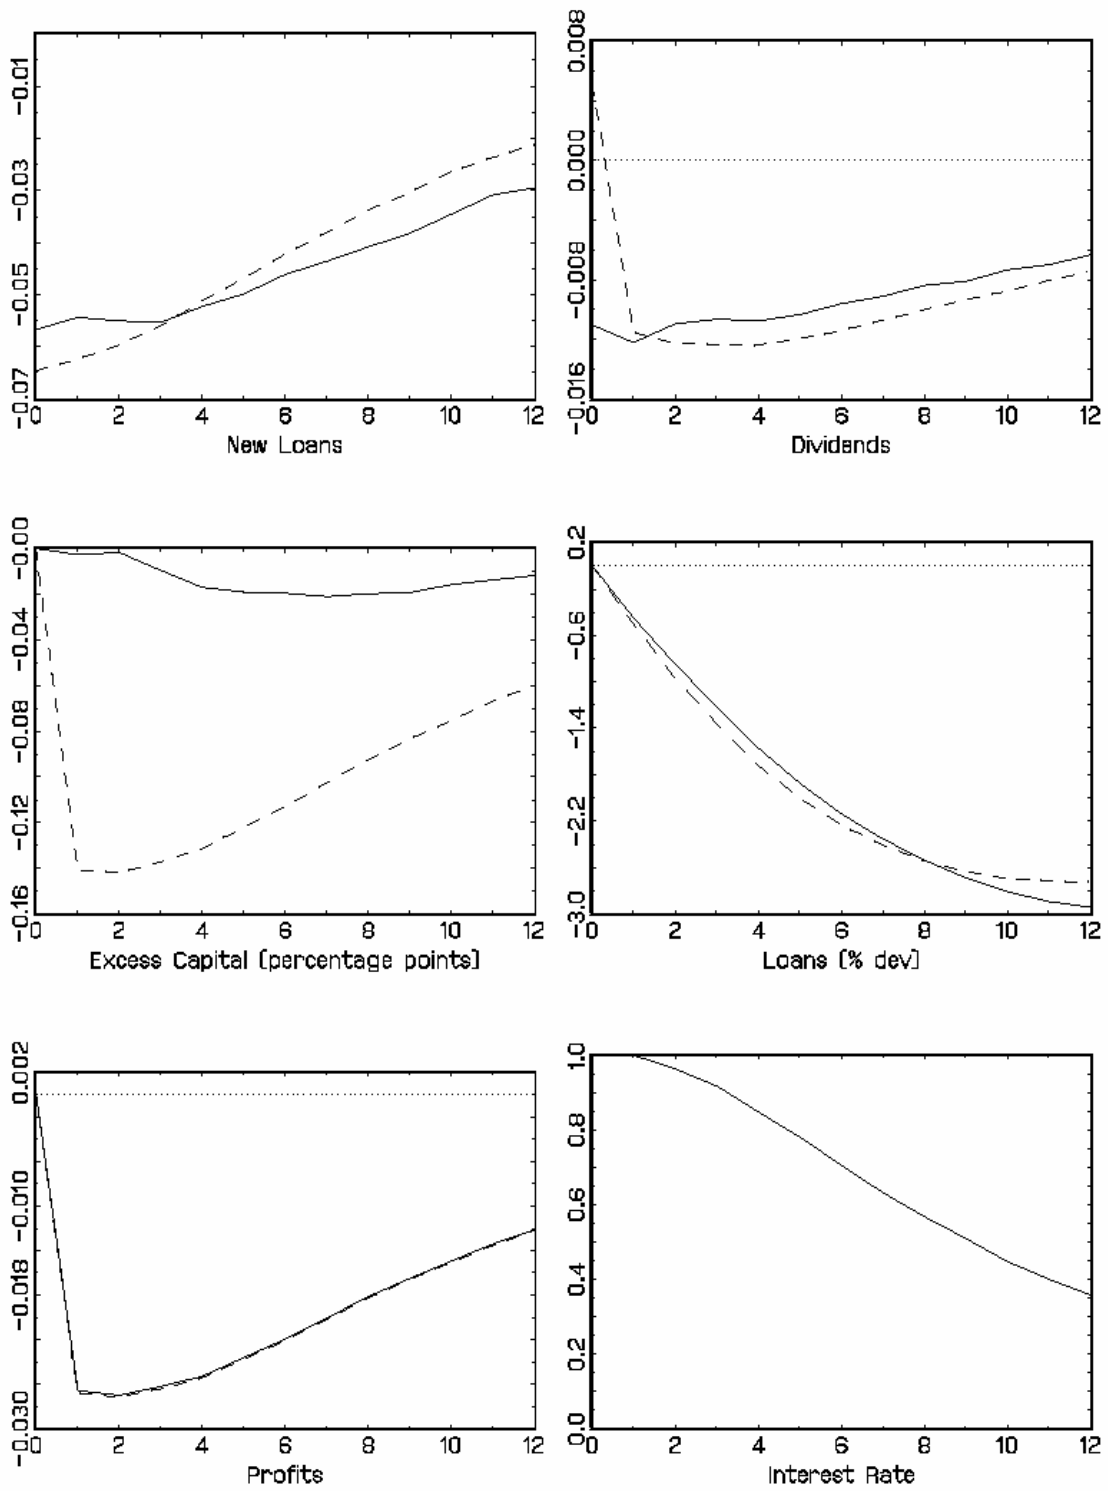 -0.01
-0.03
-0.05
-0.07
0 2 4 6 8 10 12
New Loans
0.008
0.000
-0.008
-0.016
0 2 4 6 8 10 12
Dividends
-0.00
-0.04
-0.08
-0.12
-0.16
0 2 4 6 8 10 12
Excess Capital (percentage points)
0.2
-0.6
-1.4
-2.2
-3.0
0 2 4 6 8 10 12
Loans (% dev)
0.002
-0.010
-0.018
-0.030
0 2 4 6 8 10 12
Profits
1.0
0.8
0.6
0.4
0.2
0.0
0 2 4 6 8 10 12
Interest Rate